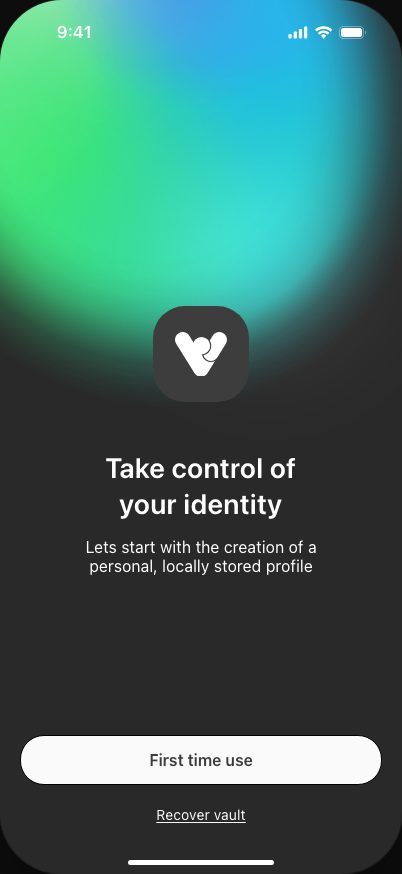 9:41
Take control of
your identity
Lets start with the creation of a
personal, locally stored profile
First time use
Recover vault